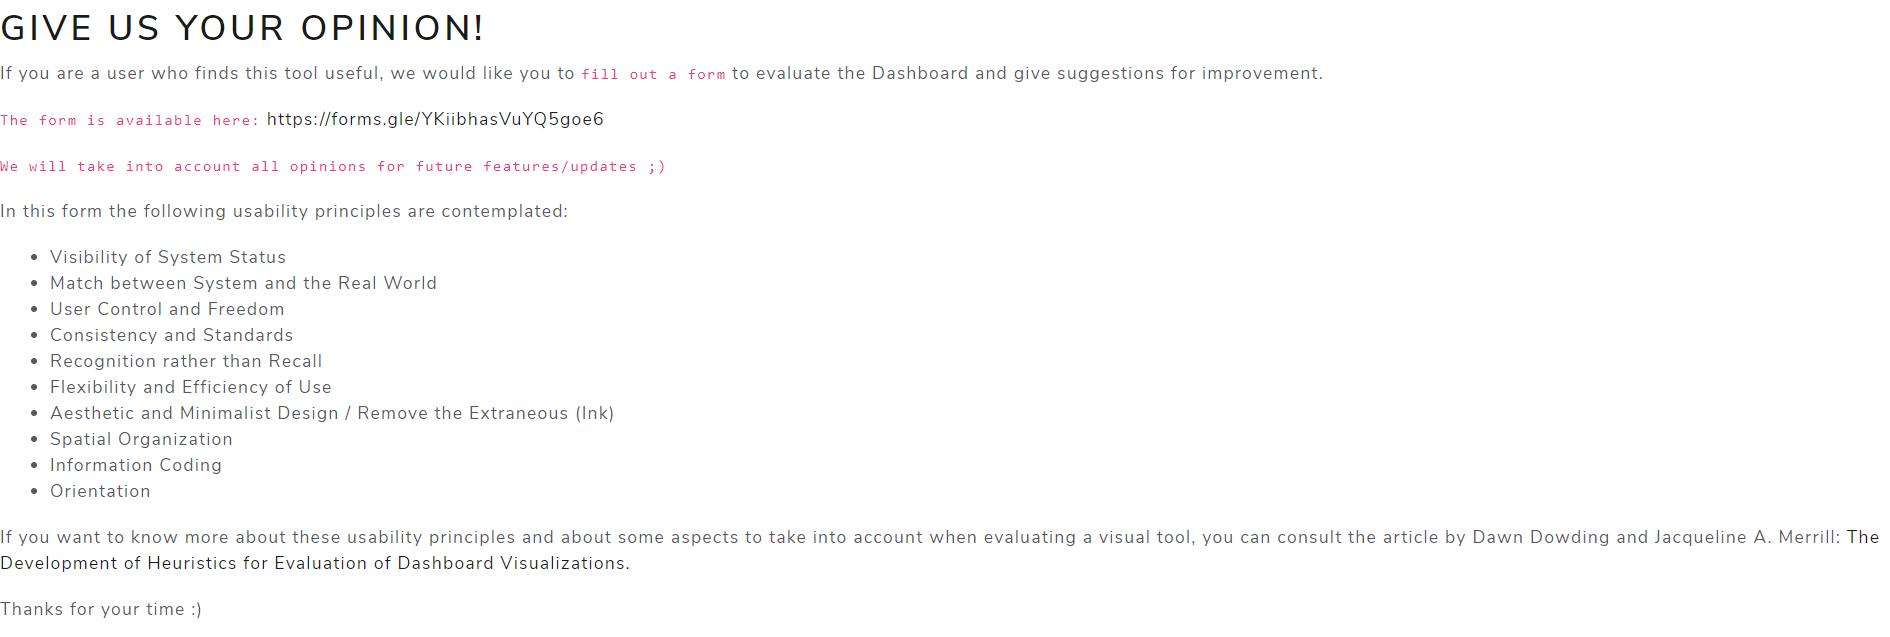 GIVE US YOUR OPINION!
If you are a user who finds this tool useful, we would like you to fill out a form to evaluate the Dashboard and give suggestions for improvement.
The form is available here: https://forms.gle/YKiibhasVuYQ5goe6
We will take into account all opinions for future features/updates ;)
In this form the following usability principles are contemplated:
• Visibility of System Status
• Match between System and the Real World
• User Control and Freedom
• Consistency and Standards
• Recognition rather than Recall
• Flexibility and Efficiency of Use
• Aesthetic and Minimalist Design / Remove the Extraneous (Ink)
• Spatial Organization
• Information Coding
• Orientation
If you want to know more about these usability principles and about some aspects to take into account when evaluating a visual tool, you can consult the article by Dawn Dowding and Jacqueline A. Merrill: The
Development of Heuristics for Evaluation of Dashboard Visualizations.
Thanks for your time :)